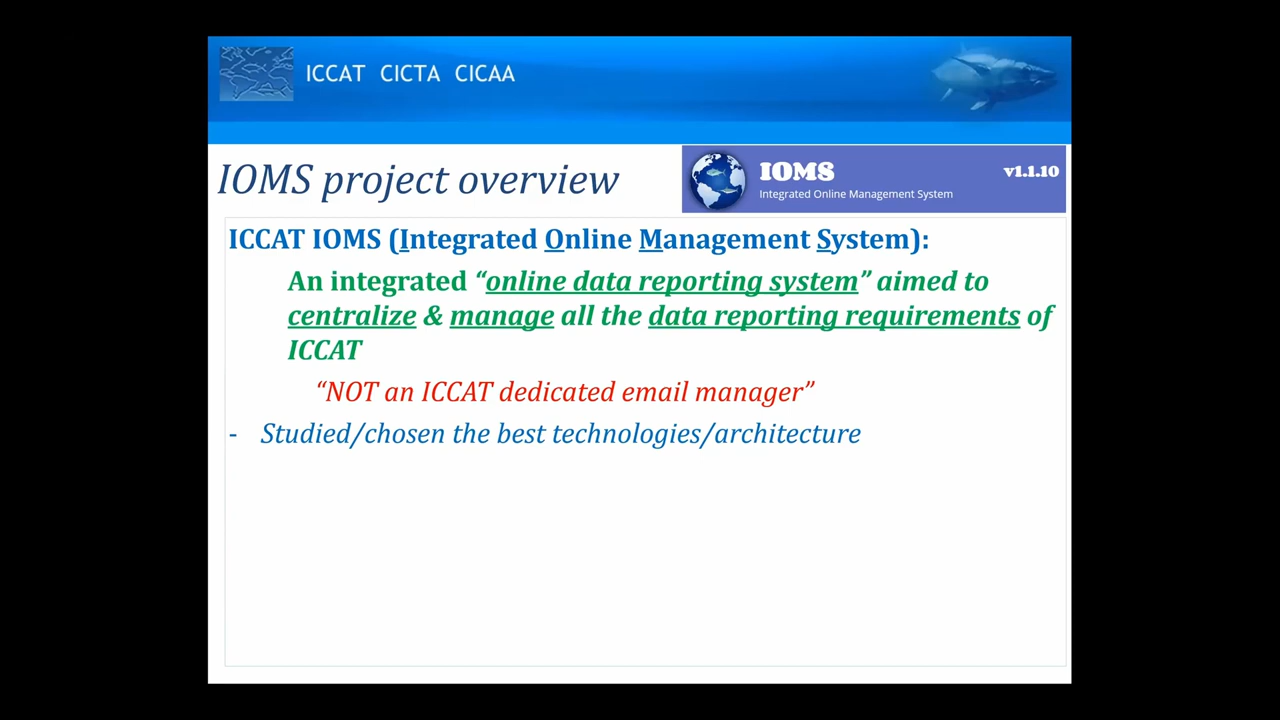 ICCAT CICTA CICAA
IOMS project overview
IOMS
v1.1.10
Integrated Online Management System
ICCAT IOMS (Integrated Online Management System):
An integrated “online data reporting system” aimed to
centralize & manage all the data reporting requirements of
ICCAT
“NOT an ICCAT dedicated email manager”
- Studied/chosen the best technologies/architecture